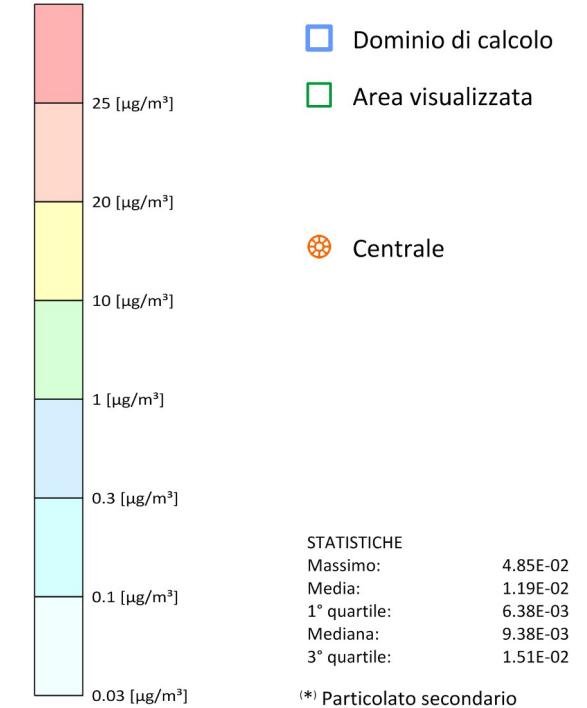 Dominio di calcolo
Area visualizzata
25 [µg/m³]
20 [µg/m³]
Centrale
10 [µg/m³]
1 [µg/m³]
0.3 [µg/m³]
0.1 [µg/m³]
0.03 [µg/m³]
STATISTICHE
Massimo: 4.85E-02
Media: 1.19E-02
1° quartile: 6.38E-03
Mediana: 9.38E-03
3° quartile: 1.51E-02
(*) Particolato secondario